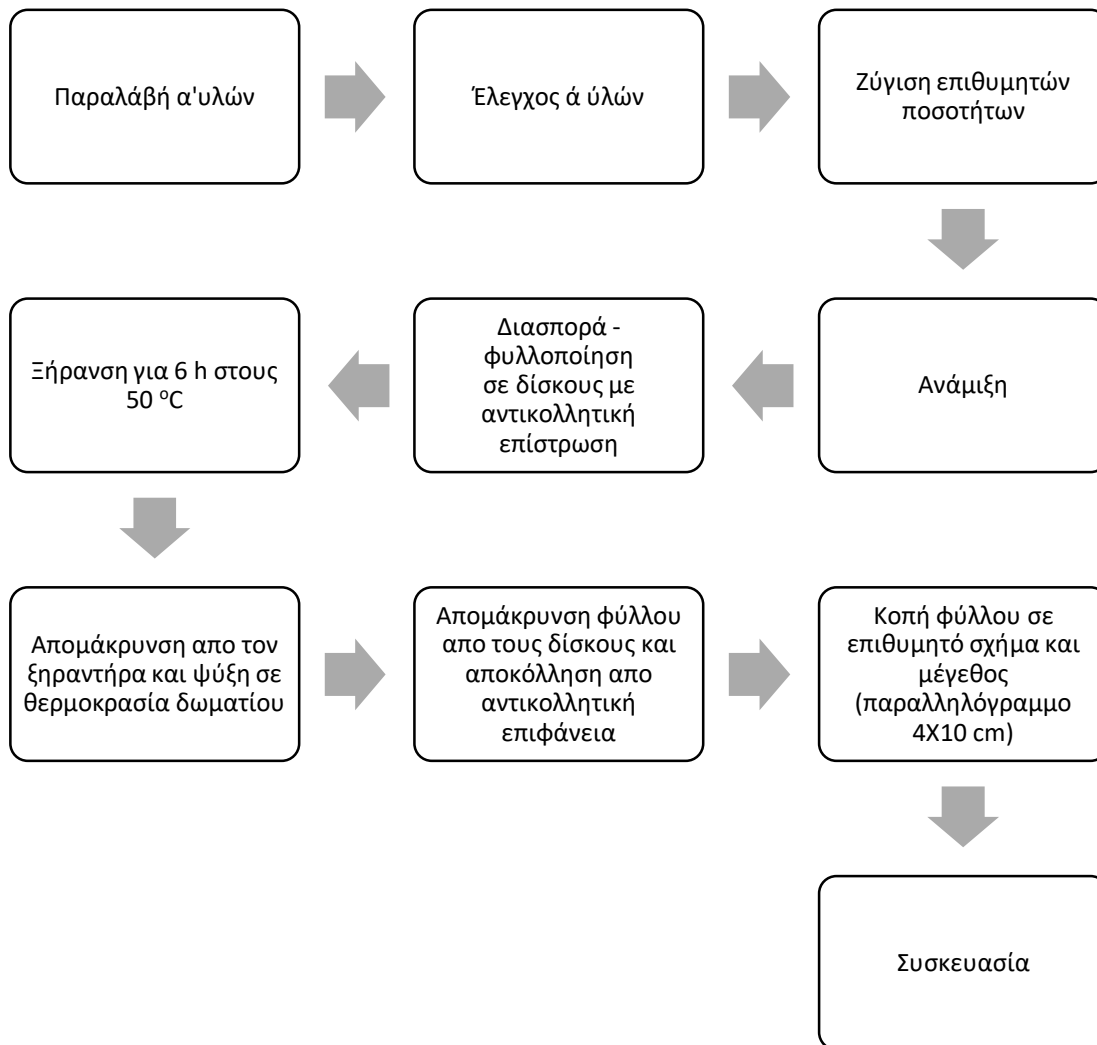 Παραλάβή α'υλών
Έλεγχος ά ύλών
Ζύγιση επιθυμητών
ποσοτήτων
Ανάμιξη
Διασπορά -
φυλλοποίηση
σε δίσκους με
αντικολλητική
επίστρωση
Ξήρανση για 6 h στους
50 °C
Απομάκρυνση απο τον
ξηραντήρα και ψύξη σε
θερμοκρασία δωματίου
Απομάκρυνση φύλλου
απο τους δίσκους και
αποκόλληση απο
αντικολλητική
επιφάνεια
Κοπή φύλλου σε
επιθυμητό σχήμα και
μέγεθος
(παραλληλόγραμμο
4X10 cm)
Συσκευασία